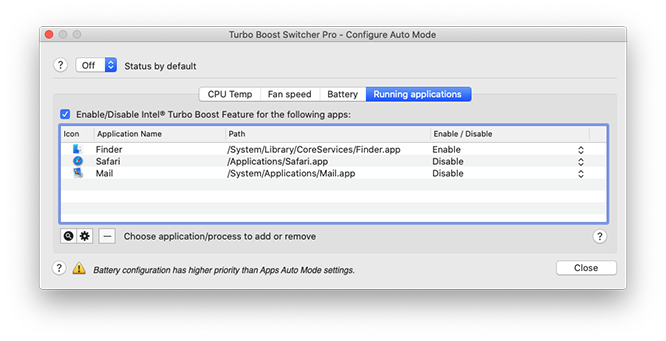 Turbo Boost Switcher Pro - Configure Auto Mode
? Off Status by default
CPU Temp Fan speed Battery Running applications
Enable/Disable Intel® Turbo Boost Feature for the following apps:
Icon Application Name Path Enable / Disable
Finder /System/Library/CoreServices/Finder.app Enable
Safari /Applications/Safari.app Disable
Mail /System/Applications/Mail.app Disable
Choose application/process to add or remove ?
? Battery configuration has higher priority than Apps Auto Mode settings. Close